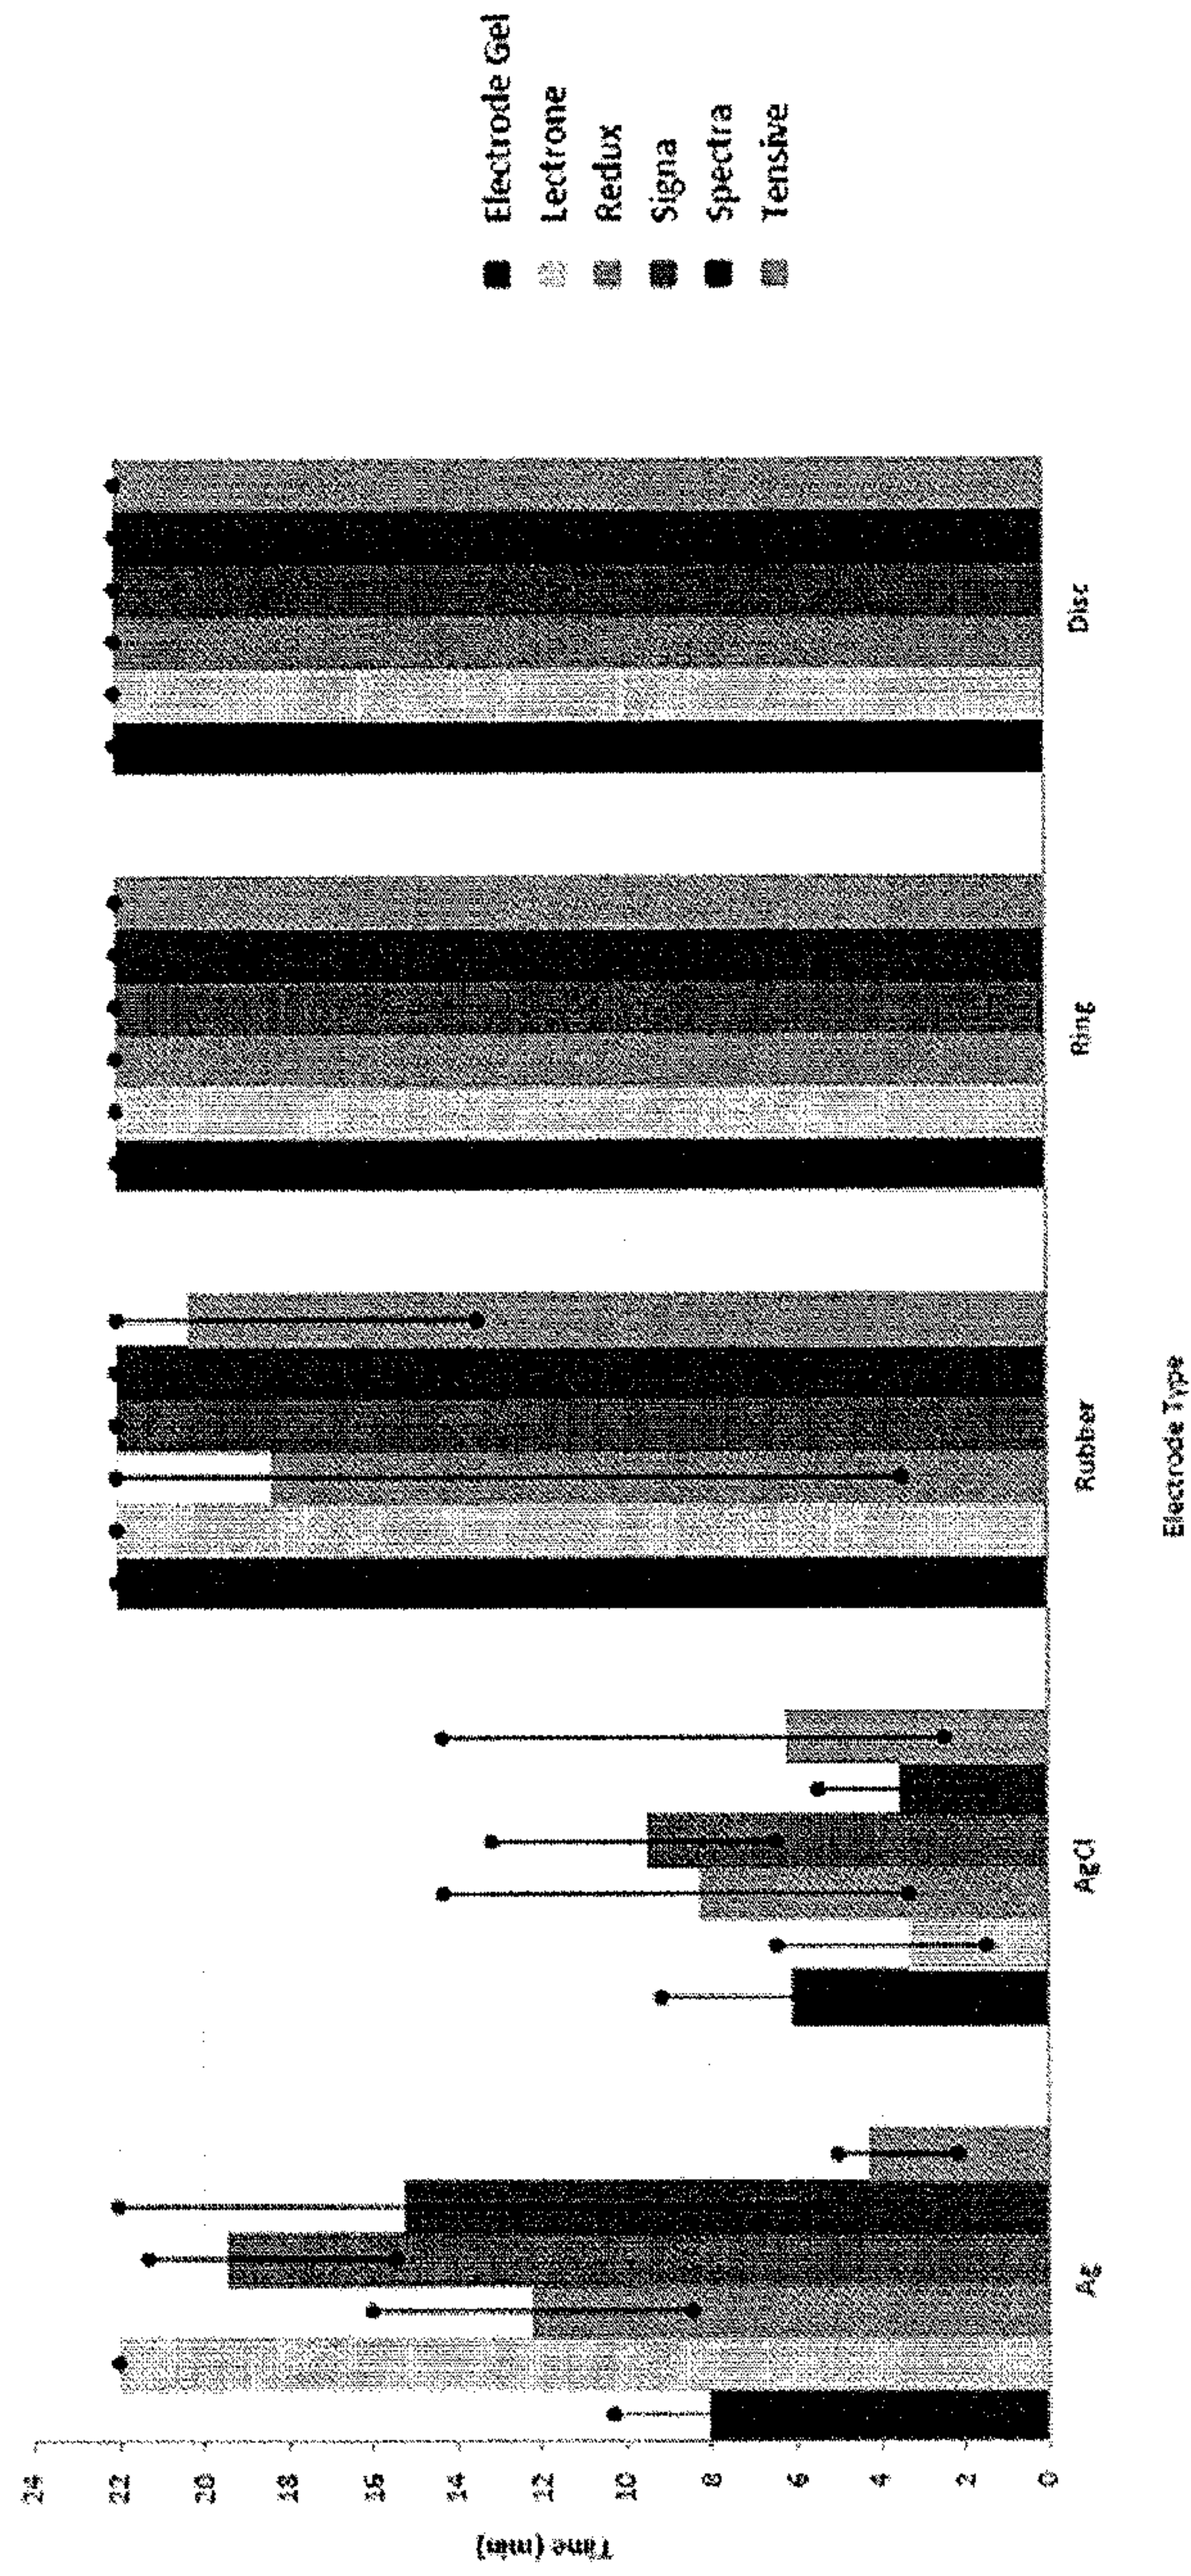 Time (min)
24
22
20
18
16
14
12
10
8
6
4
2
0
Ag
AgCl
Rubber
Ring
Disc
Electrode Type
Electrode Gel
Lectrone
Redux
Signa
Spectra
Tensive